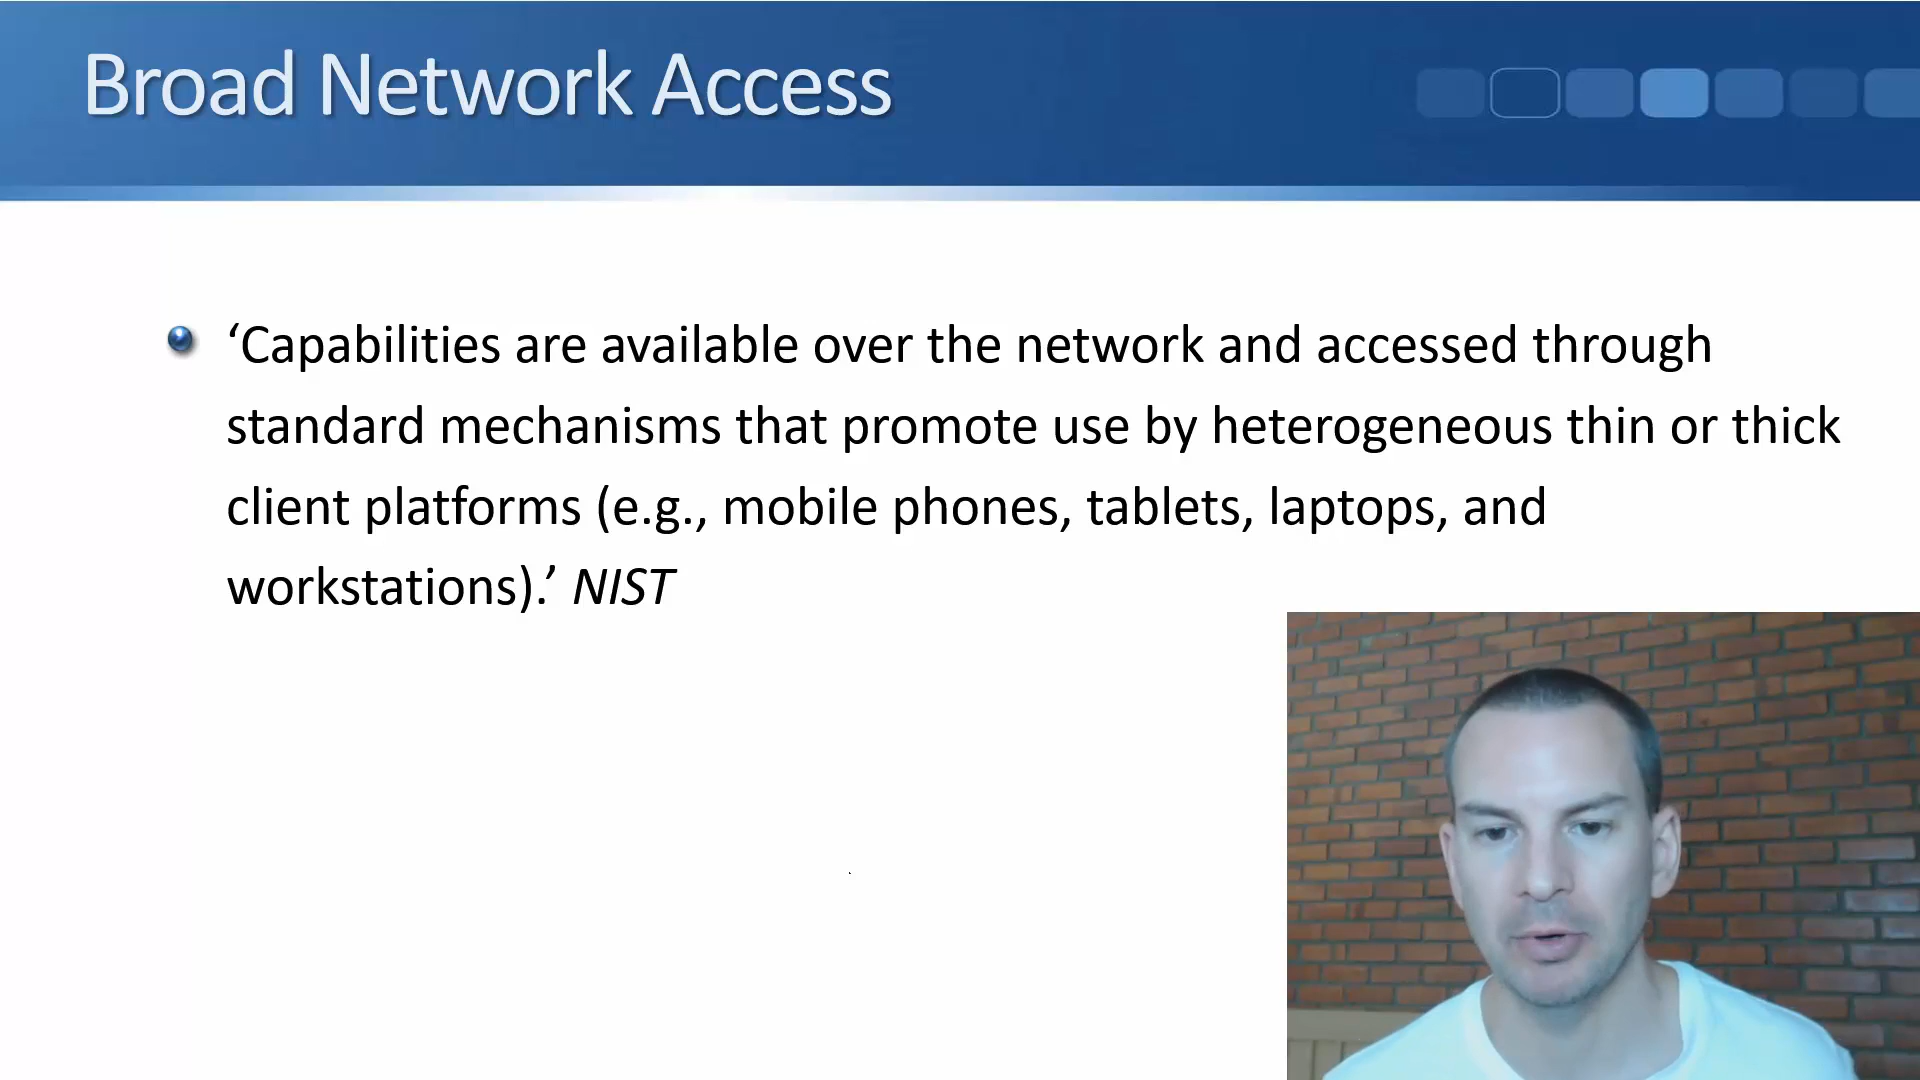 Broad Network Access
‘Capabilities are available over the network and accessed through
standard mechanisms that promote use by heterogeneous thin or thick
client platforms (e.g., mobile phones, tablets, laptops, and
workstations).’ NIST